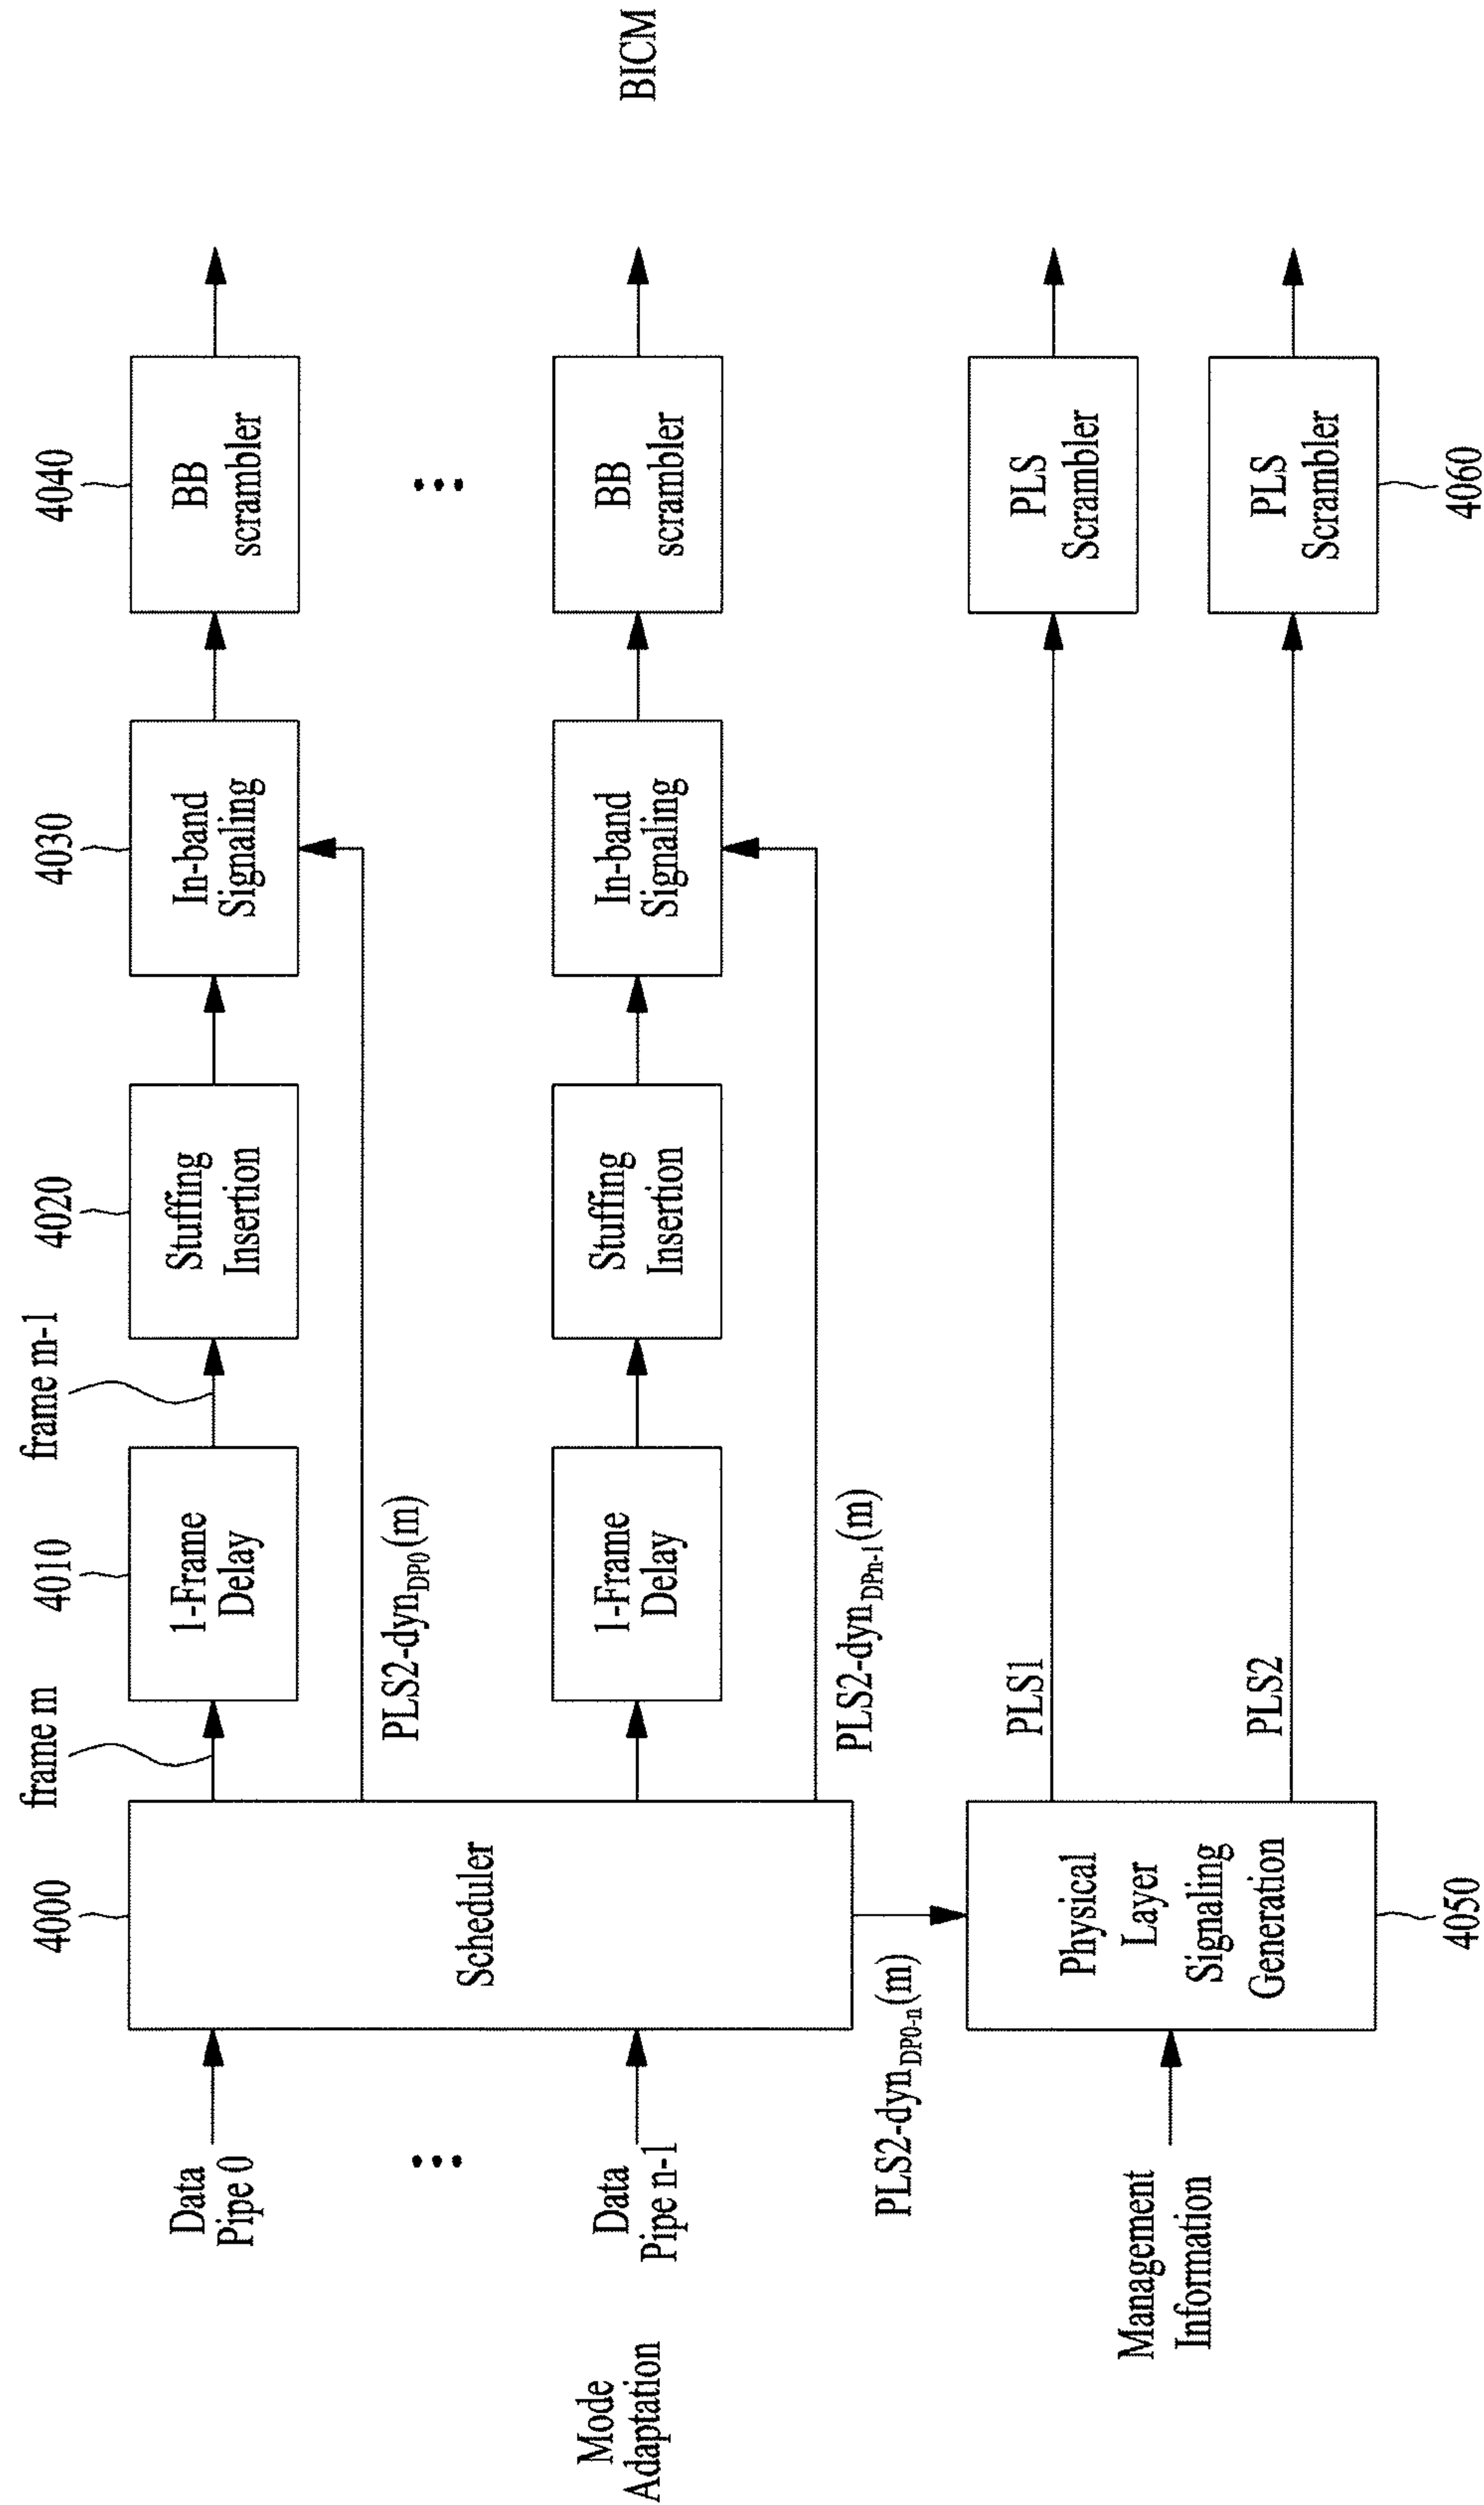 4000
frame m
4010
frame m-1
4020
4030
4040
Data
Pipe 0
1-Frame
Delay
Stuffing
Insertion
In-band
Signaling
BB
scrambler
PLS2-dynDP0(m)
Scheduler
Mode
Adaptation
Data
Pipe n-1
1-Frame
Delay
Stuffing
Insertion
In-band
Signaling
BB
scrambler
BICM
PLS2-dynDPn-1(m)
PLS2-dynDP0-n(m)
Management
Information
Physical
Layer
Signaling
Generation
PLS1
PLS
Scrambler
PLS2
PLS
Scrambler
4050
4060